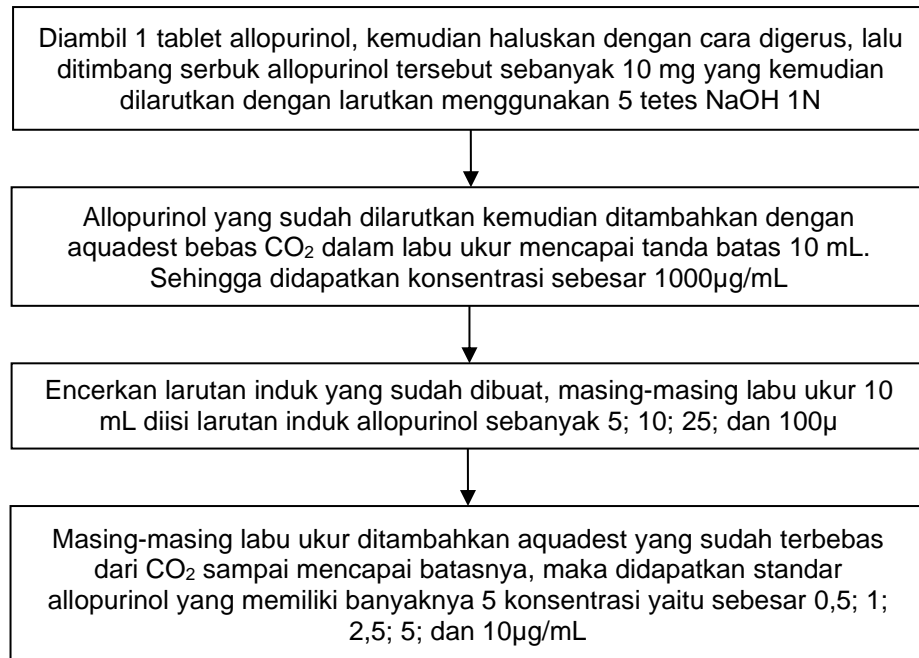 Diambil 1 tablet allopurinol, kemudian haluskan dengan cara digerus, lalu
ditimbang serbuk allopurinol tersebut sebanyak 10 mg yang kemudian
dilarutkan dengan larutkan menggunakan 5 tetes NaOH 1N
Allopurinol yang sudah dilarutkan kemudian ditambahkan dengan
aquadest bebas CO₂ dalam labu ukur mencapai tanda batas 10 mL.
Sehingga didapatkan konsentrasi sebesar 1000µg/mL
Encerkan larutan induk yang sudah dibuat, masing-masing labu ukur 10
mL diisi larutan induk allopurinol sebanyak 5; 10; 25; dan 100µ
Masing-masing labu ukur ditambahkan aquadest yang sudah terbebas
dari CO₂ sampai mencapai batasnya, maka didapatkan standar
allopurinol yang memiliki banyaknya 5 konsentrasi yaitu sebesar 0,5; 1;
2,5; 5; dan 10µg/mL